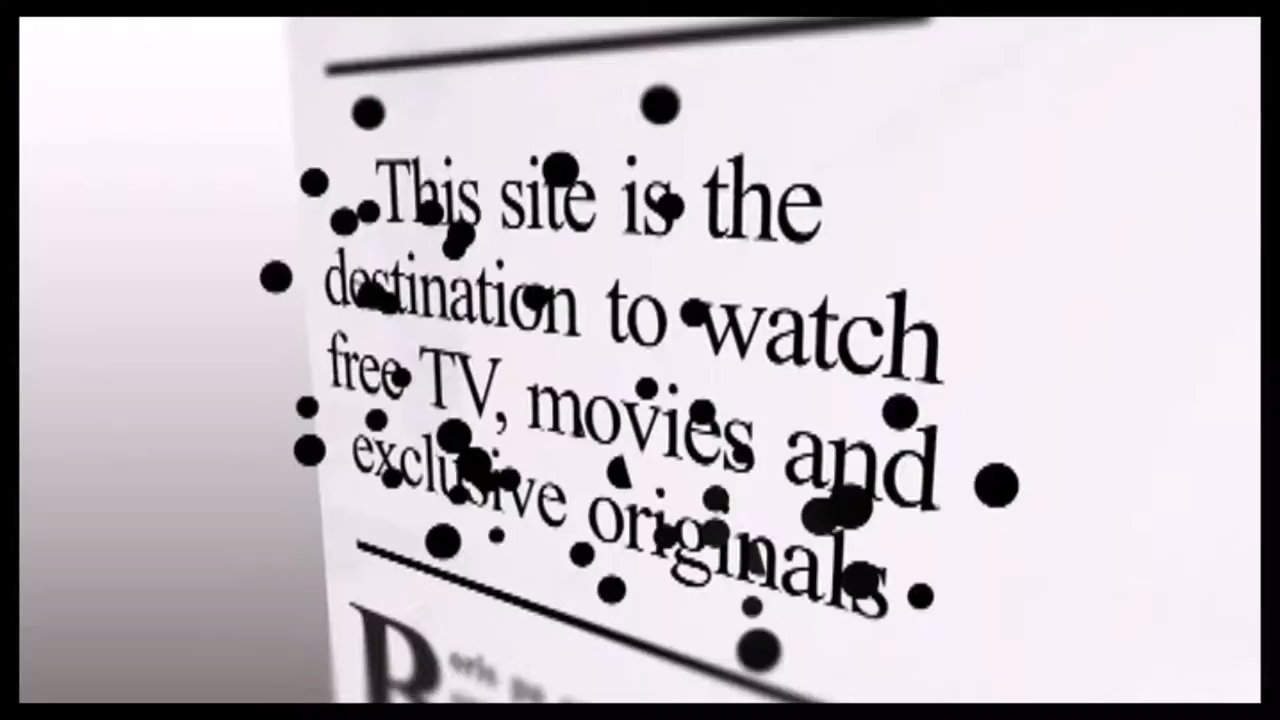 This site is the
destination to watch
free TV, movies and
exclusive originals